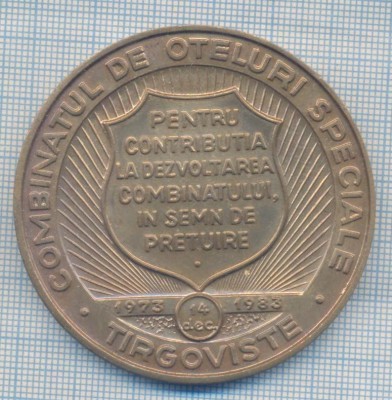 COMBINATUL DE OTELURI SPECIALE
PENTRU
CONTRIBUTIA
LA DEZVOLTAREA
COMBINATULUI,
IN SEMN DE
PRETUIRE
1973 14 1983
dec.
• TIRGOVISTE •